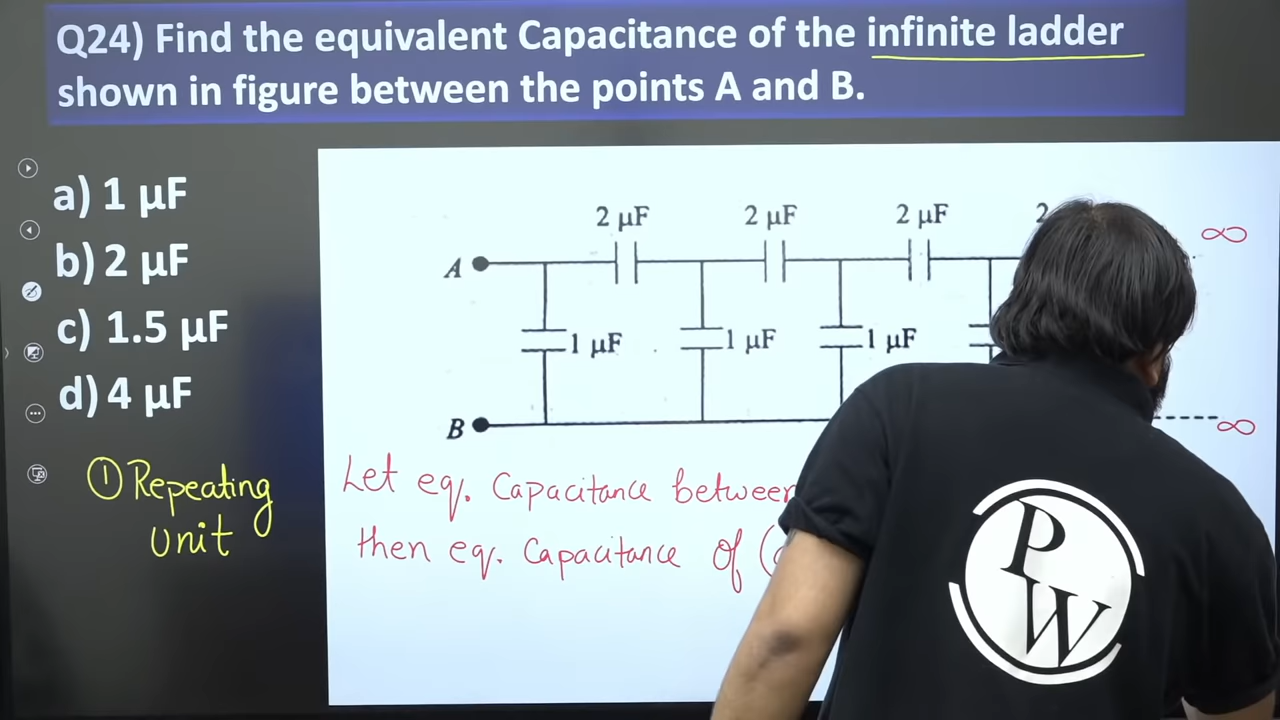 Q24) Find the equivalent Capacitance of the infinite ladder
shown in figure between the points A and B.
a) 1 µF
b) 2 µF
c) 1.5 µF
d) 4 µF
2 µF 2 µF 2 µF 2
∞
A
1 µF 1 µF 1 µF
B
∞
① Repeating
unit
Let eq. Capacitance between
then eq. Capacitance of (
P
W